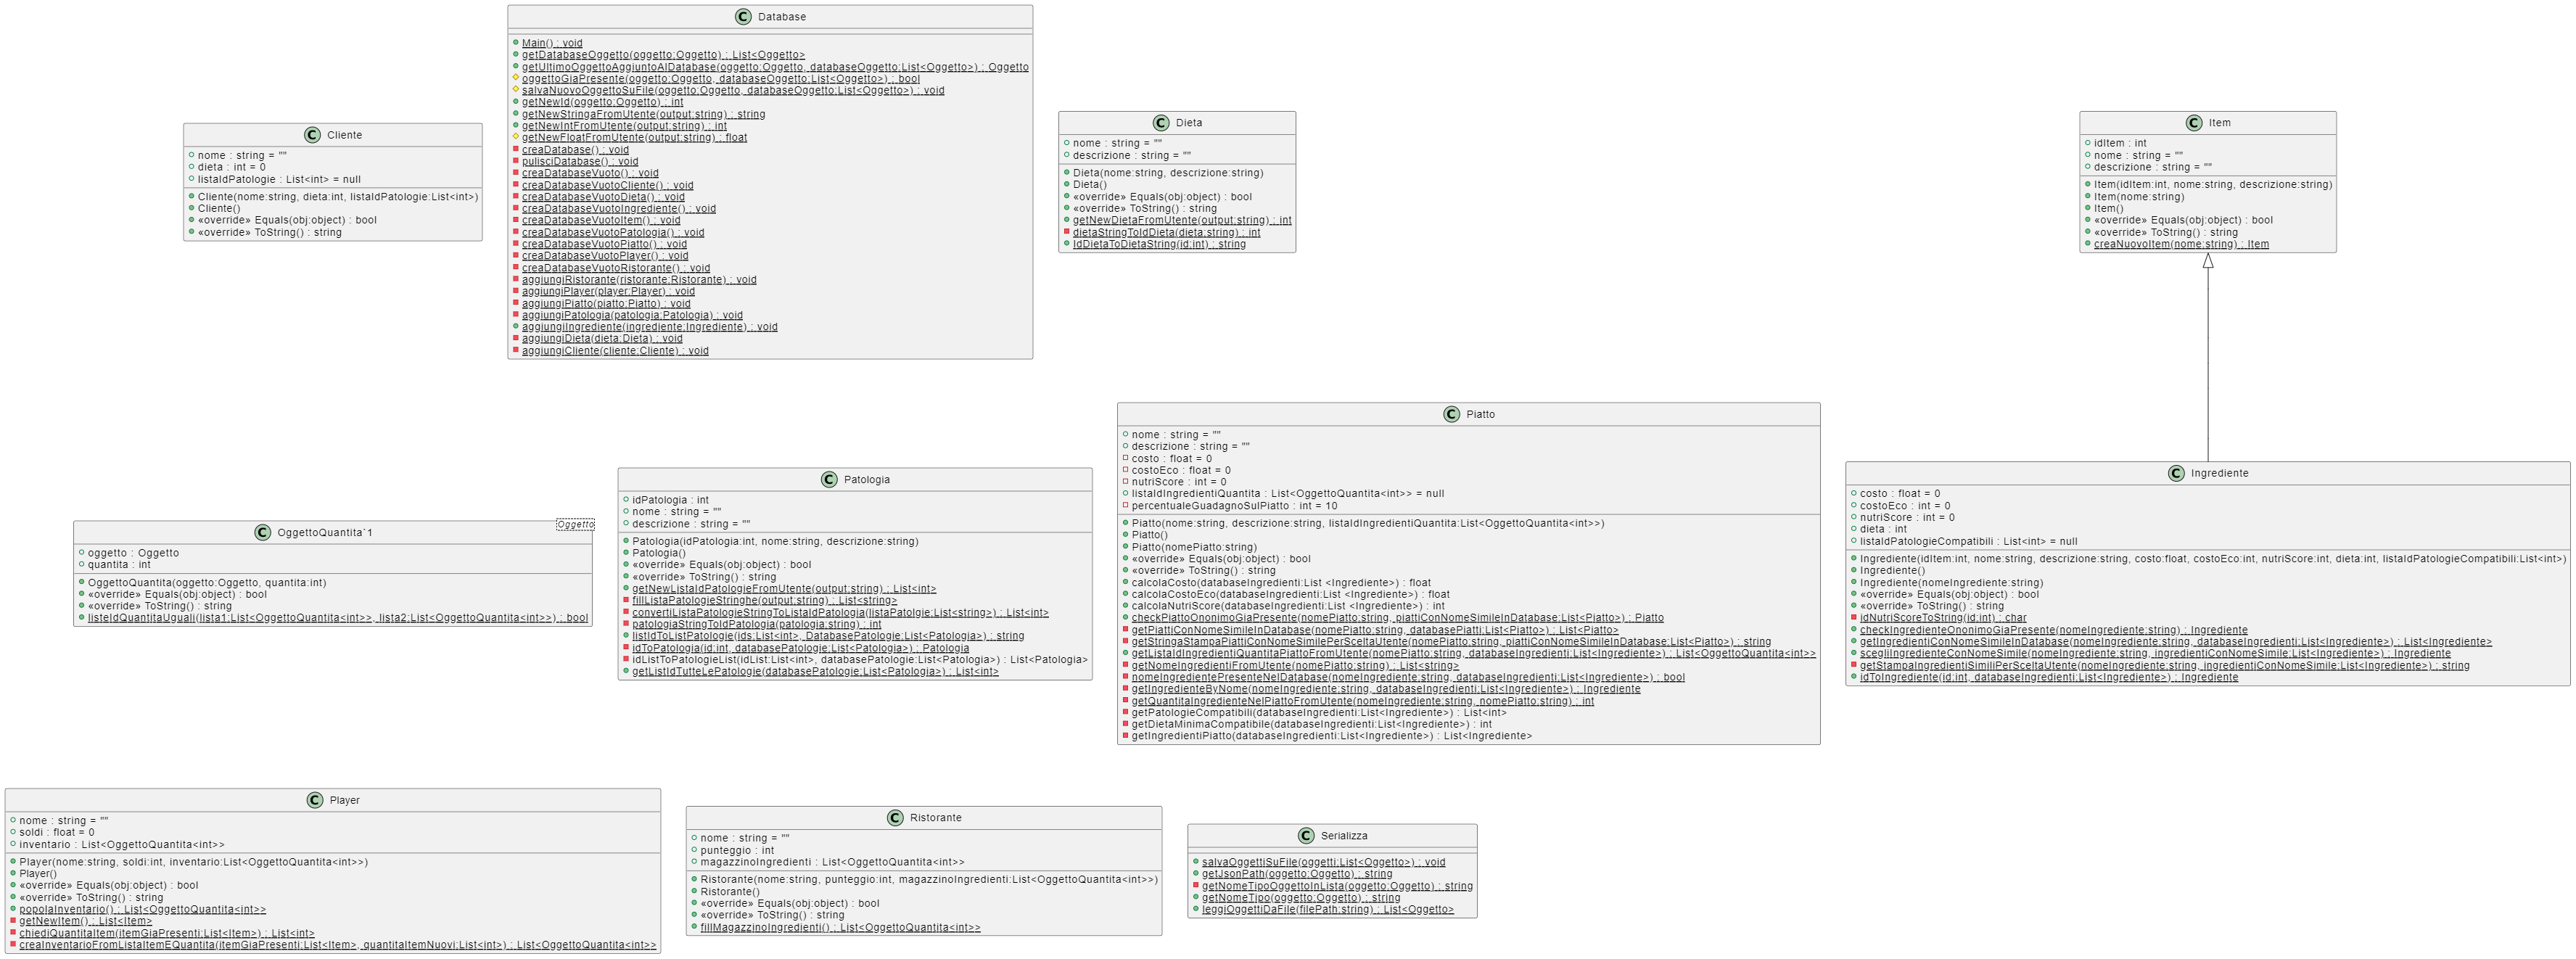 Database
Main() : void
getDatabaseOggetto(oggetto:Oggetto) : List<Oggetto>
getUltimoOggettoAggiuntoAlDatabase(oggetto:Oggetto, databaseOggetto:List<Oggetto>) : Oggetto
oggettoGiaPresente(oggetto:Oggetto, databaseOggetto:List<Oggetto>) : bool
salvaNuovoOggettoSuFile(oggetto:Oggetto, databaseOggetto:List<Oggetto>) : void
getNewId(oggetto:Oggetto) : int
getNewStringaFromUtente(output:string) : string
getNewIntFromUtente(output:string) : int
getNewFloatFromUtente(output:string) : float
creaDatabase() : void
pulisciDatabase() : void
creaDatabaseVuoto() : void
creaDatabaseVuotoCliente() : void
creaDatabaseVuotoDieta() : void
creaDatabaseVuotoIngrediente() : void
creaDatabaseVuotoItem() : void
creaDatabaseVuotoPatologia() : void
creaDatabaseVuotoPiatto() : void
creaDatabaseVuotoPlayer() : void
creaDatabaseVuotoRistorante() : void
aggiungiRistorante(ristorante:Ristorante) : void
aggiungiPlayer(player:Player) : void
aggiungiPiatto(piatto:Piatto) : void
aggiungiPatologia(patologia:Patologia) : void
aggiungiIngrediente(ingrediente:Ingrediente) : void
aggiungiDieta(dieta:Dieta) : void
aggiungiCliente(cliente:Cliente) : void
Cliente
nome : string = ""
dieta : int = 0
listaIdPatologie : List<int> = null
Cliente(nome:string, dieta:int, listaIdPatologie:List<int>)
Cliente()
«override» Equals(obj:object) : bool
«override» ToString() : string
Dieta
nome : string = ""
descrizione : string = ""
Dieta(nome:string, descrizione:string)
Dieta()
«override» Equals(obj:object) : bool
«override» ToString() : string
getNewDietaFromUtente(output:string) : int
dietaStringToIdDieta(dieta:string) : int
IdDietaToDietaString(id:int) : string
Item
idItem : int
nome : string = ""
descrizione : string = ""
Item(idItem:int, nome:string, descrizione:string)
Item(nome:string)
Item()
«override» Equals(obj:object) : bool
«override» ToString() : string
creaNuovoItem(nome:string) : Item
OggettoQuantita`1
Oggetto
oggetto : Oggetto
quantita : int
OggettoQuantita(oggetto:Oggetto, quantita:int)
«override» Equals(obj:object) : bool
«override» ToString() : string
listeIdQuantitaUguali(lista1:List<OggettoQuantita<int>>, lista2:List<OggettoQuantita<int>>) : bool
Patologia
idPatologia : int
nome : string = ""
descrizione : string = ""
Patologia(idPatologia:int, nome:string, descrizione:string)
Patologia()
«override» Equals(obj:object) : bool
«override» ToString() : string
getNewListaIdPatologieFromUtente(output:string) : List<int>
fillListaPatologieStringhe(output:string) : List<string>
convertiListaPatologieStringToListaIdPatologia(listaPatolgie:List<string>) : List<int>
patologiaStringToIdPatologia(patologia:string) : int
listIdToListPatologie(ids:List<int>, DatabasePatologie:List<Patologia>) : string
idToPatologia(id:int, databasePatologie:List<Patologia>) : Patologia
idListToPatologieList(idList:List<int>, databasePatologie:List<Patologia>) : List<Patologia>
getListIdTutteLePatologie(databasePatologie:List<Patologia>) : List<int>
Piatto
nome : string = ""
descrizione : string = ""
costo : float = 0
costoEco : float = 0
nutriScore : int = 0
listaIdIngredientiQuantita : List<OggettoQuantita<int>> = null
percentualeGuadagnoSulPiatto : int = 10
Piatto(nome:string, descrizione:string, listaIdIngredientiQuantita:List<OggettoQuantita<int>>)
Piatto()
Piatto(nomePiatto:string)
«override» Equals(obj:object) : bool
«override» ToString() : string
calcolaCosto(databaseIngredienti:List <Ingrediente>) : float
calcolaCostoEco(databaseIngredienti:List <Ingrediente>) : float
calcolaNutriScore(databaseIngredienti:List <Ingrediente>) : int
checkPiattoOnonimoGiaPresente(nomePiatto:string, piattiConNomeSimileInDatabase:List<Piatto>) : Piatto
getPiattiConNomeSimileInDatabase(nomePiatto:string, databasePiatti:List<Piatto>) : List<Piatto>
getStringaStampaPiattiConNomeSimilePerSceltaUtente(nomePiatto:string, piattiConNomeSimileInDatabase:List<Piatto>) : string
getListaIdIngredientiQuantitaPiattoFromUtente(nomePiatto:string, databaseIngredienti:List<Ingrediente>) : List<OggettoQuantita<int>>
getNomeIngredientiFromUtente(nomePiatto:string) : List<string>
nomeIngredientePresenteNelDatabase(nomeIngrediente:string, databaseIngredienti:List<Ingrediente>) : bool
getIngredienteByNome(nomeIngrediente:string, databaseIngredienti:List<Ingrediente>) : Ingrediente
getQuantitaIngredienteNelPiattoFromUtente(nomeIngrediente:string, nomePiatto:string) : int
getPatologieCompatibili(databaseIngredienti:List<Ingrediente>) : List<int>
getDietaMinimaCompatibile(databaseIngredienti:List<Ingrediente>) : int
getIngredientiPiatto(databaseIngredienti:List<Ingrediente>) : List<Ingrediente>
Ingrediente
costo : float = 0
costoEco : int = 0
nutriScore : int = 0
dieta : int
listaIdPatologieCompatibili : List<int> = null
Ingrediente(idItem:int, nome:string, descrizione:string, costo:float, costoEco:int, nutriScore:int, dieta:int, listaIdPatologieCompatibili:List<int>)
Ingrediente()
Ingrediente(nomeIngrediente:string)
«override» Equals(obj:object) : bool
«override» ToString() : string
idNutriScoreToString(id:int) : char
checkIngredienteOnonimoGiaPresente(nomeIngrediente:string) : Ingrediente
getIngredientiConNomeSimileInDatabase(nomeIngrediente:string, databaseIngredienti:List<Ingrediente>) : List<Ingrediente>
scegliIngredienteConNomeSimile(nomeIngrediente:string, ingredientiConNomeSimile:List<Ingrediente>) : Ingrediente
getStampaIngredientiSimiliPerSceltaUtente(nomeIngrediente:string, ingredientiConNomeSimile:List<Ingrediente>) : string
idToIngrediente(id:int, databaseIngredienti:List<Ingrediente>) : Ingrediente
Player
nome : string = ""
soldi : float = 0
inventario : List<OggettoQuantita<int>>
Player(nome:string, soldi:int, inventario:List<OggettoQuantita<int>>)
Player()
«override» Equals(obj:object) : bool
«override» ToString() : string
popolaInventario() : List<OggettoQuantita<int>>
getNewItem() : List<Item>
chiediQuantitaItem(itemGiaPresenti:List<Item>) : List<int>
creaInventarioFromListaItemEQuantita(itemGiaPresenti:List<Item>, quantitaItemNuovi:List<int>) : List<OggettoQuantita<int>>
Ristorante
nome : string = ""
punteggio : int
magazzinoIngredienti : List<OggettoQuantita<int>>
Ristorante(nome:string, punteggio:int, magazzinoIngredienti:List<OggettoQuantita<int>>)
Ristorante()
«override» Equals(obj:object) : bool
«override» ToString() : string
fillMagazzinoIngredienti() : List<OggettoQuantita<int>>
Serializza
salvaOggettiSuFile(oggetti:List<Oggetto>) : void
getJsonPath(oggetto:Oggetto) : string
getNomeTipoOggettoInLista(oggetto:Oggetto) : string
getNomeTipo(oggetto:Oggetto) : string
leggiOggettiDaFile(filePath:string) : List<Oggetto>